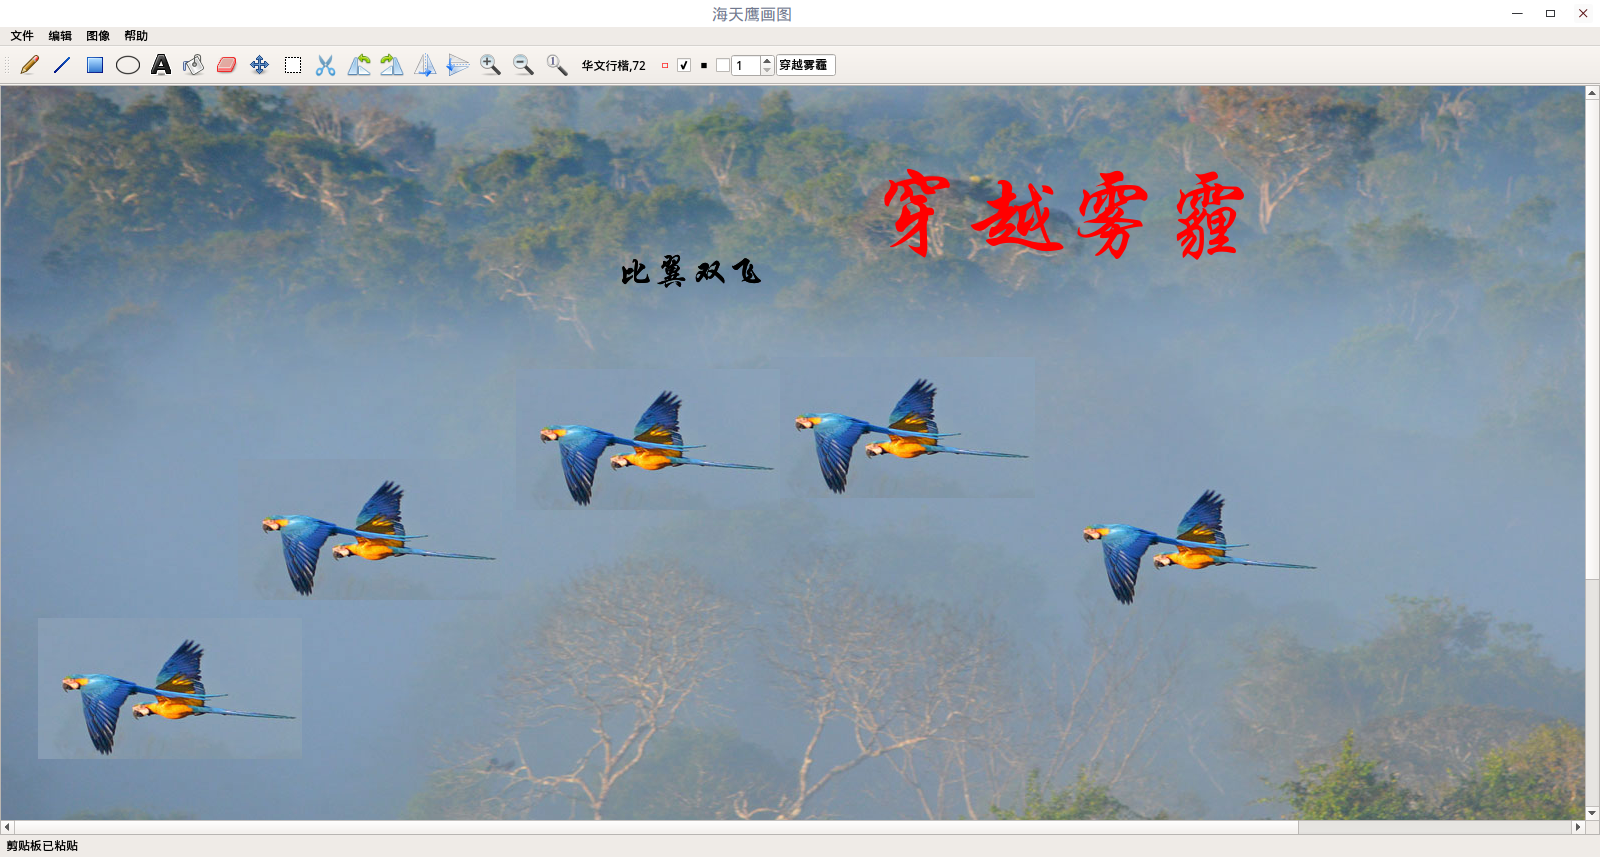 海天鹰画图
文件 编辑 图像 帮助
华文行楷,72 1 穿越雾霾
穿越雾霾
比翼双飞
剪贴板已粘贴